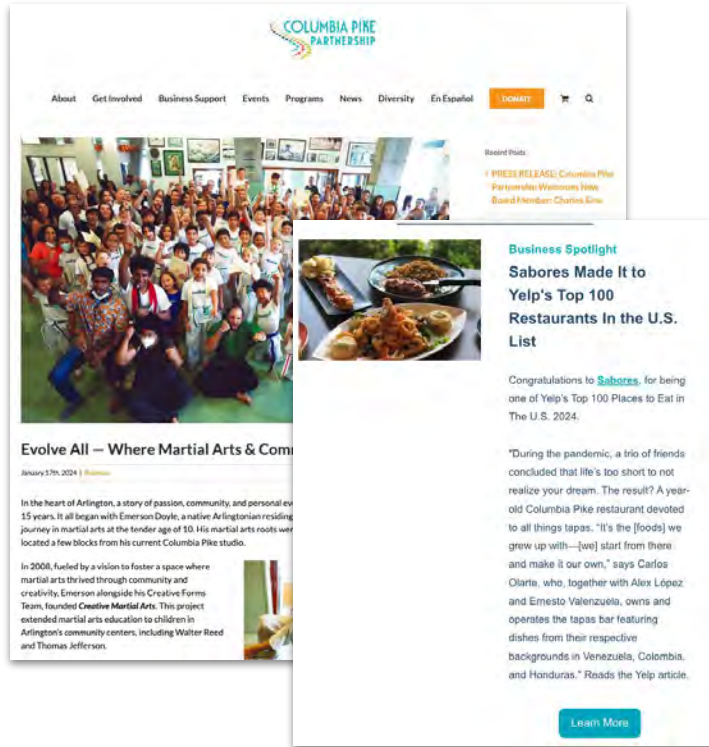 COLUMBIA PIKE
PARTNERSHIP
About Get Involved Business Support Events Programs News Diversity En Español DONATE
Recent Posts
PRESS RELEASE: Columbia Pike
Partnership Welcomes New
Board Member: Charles
Evolve All — Where Martial Arts & Com
January 17th, 2024 | Business
In the heart of Arlington, a story of passion, community, and personal ev
15 years. It all began with Emerson Doyle, a native Arlingtonian residing
journey in martial arts at the tender age of 10. His martial arts roots wer
located a few blocks from his current Columbia Pike studio.
In 2008, fueled by a vision to foster a space where
martial arts thrived through community and
creativity, Emerson alongside his Creative Forms
Team, founded Creative Martial Arts. This project
extended martial arts education to children in
Arlington's community centers, including Walter Reed
and Thomas Jefferson.
Business Spotlight
Sabores Made It to
Yelp's Top 100
Restaurants In the U.S.
List
Congratulations to Sabores, for being
one of Yelp's Top 100 Places to Eat in
The U.S. 2024.
"During the pandemic, a trio of friends
concluded that life's too short to not
realize your dream. The result? A year-
old Columbia Pike restaurant devoted
to all things tapas. "It's the [foods] we
grew up with—[we] start from there
and make it our own," says Carlos
Olarte, who, together with Alex López
and Ernesto Valenzuela, owns and
operates the tapas bar featuring
dishes from their respective
backgrounds in Venezuela, Colombia,
and Honduras." Reads the Yelp article.
Learn More